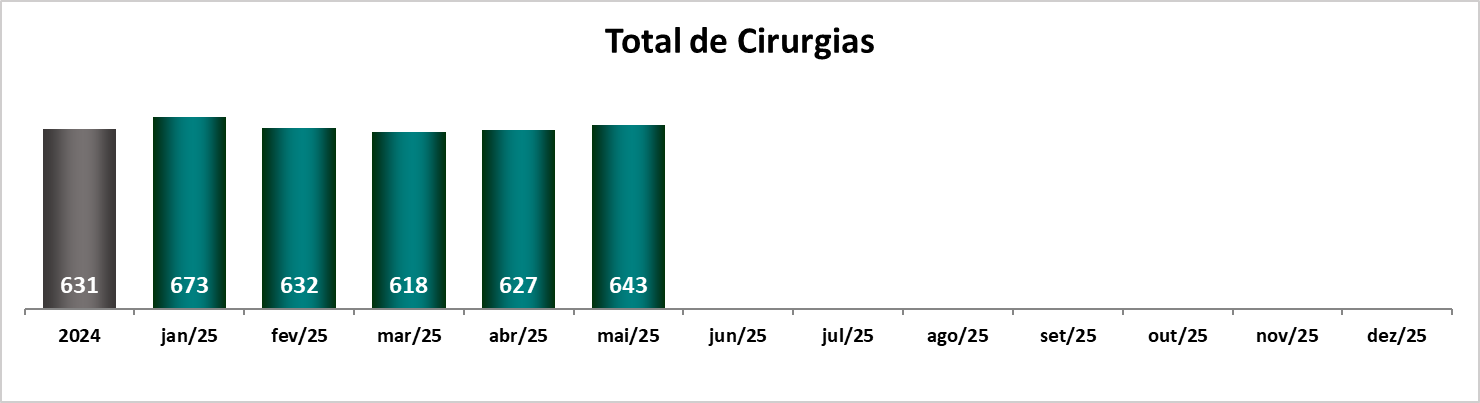 Total de Cirurgias
631 673 632 618 627 643
2024 jan/25 fev/25 mar/25 abr/25 mai/25 jun/25 jul/25 ago/25 set/25 out/25 nov/25 dez/25